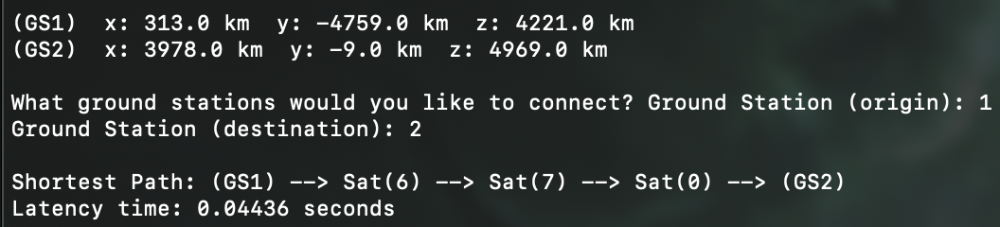 (GS1)  x: 313.0 km  y: -4759.0 km  z: 4221.0 km
(GS2)  x: 3978.0 km  y: -9.0 km  z: 4969.0 km
What ground stations would you like to connect? Ground Station (origin): 1
Ground Station (destination): 2
Shortest Path: (GS1) --> Sat(6) --> Sat(7) --> Sat(0) --> (GS2)
Latency time: 0.04436 seconds